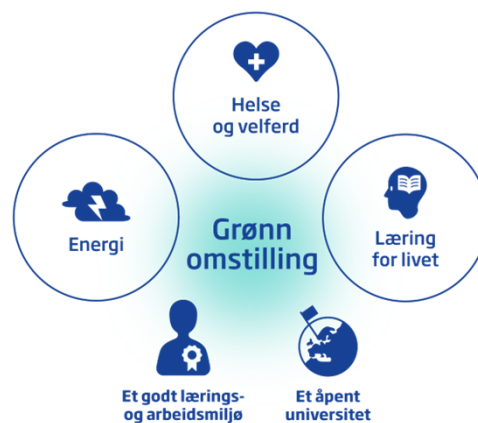 Helse
og velferd
Energi
Grønn
omstilling
Læring
for livet
Et godt lærings-
og arbeidsmiljø
Et åpent
universitet